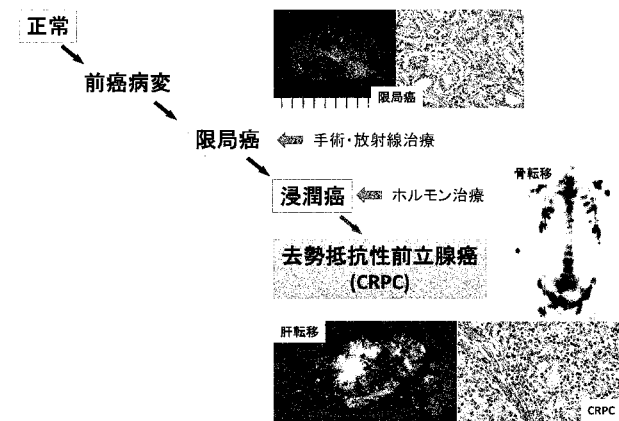 正常
前癌病変
限局癌
限局癌
手術・放射線治療
浸潤癌
ホルモン治療
骨転移
去勢抵抗性前立腺癌
(CRPC)
肝転移
CRPC